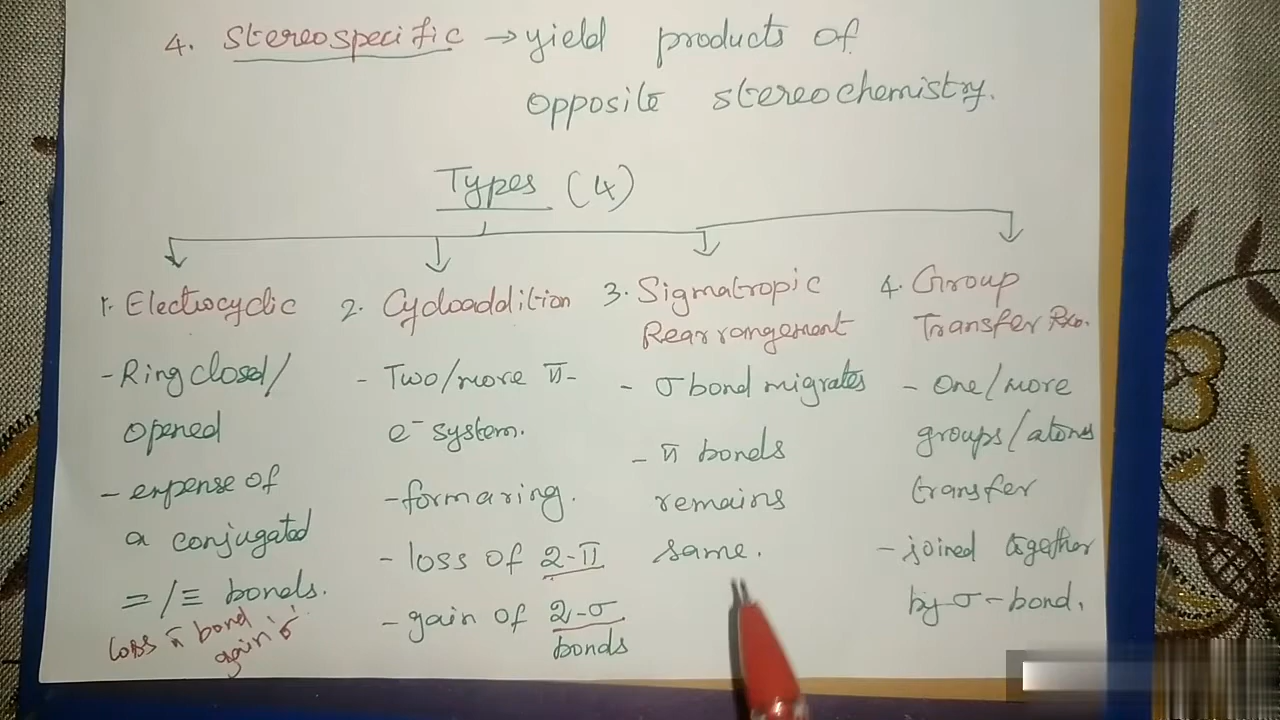 4. Stereospecific → yield products of
opposite stereochemistry.
Types (4)
1. Electrocyclic
- Ring closed/
opened
- expense of
a conjugated
=/≡ bonds.
loss π bond
gain σ
2. Cycloaddition
- Two/more π-
e⁻ system.
- form a ring.
- loss of 2-π
- gain of 2-σ
bonds
3. Sigmatropic
Rearrangement
- σ bond migrates
- π bonds
remains
same.
4. Group
Transfer Rxn.
- One/more
groups/atoms
transfer
- joined together
by σ-bond.